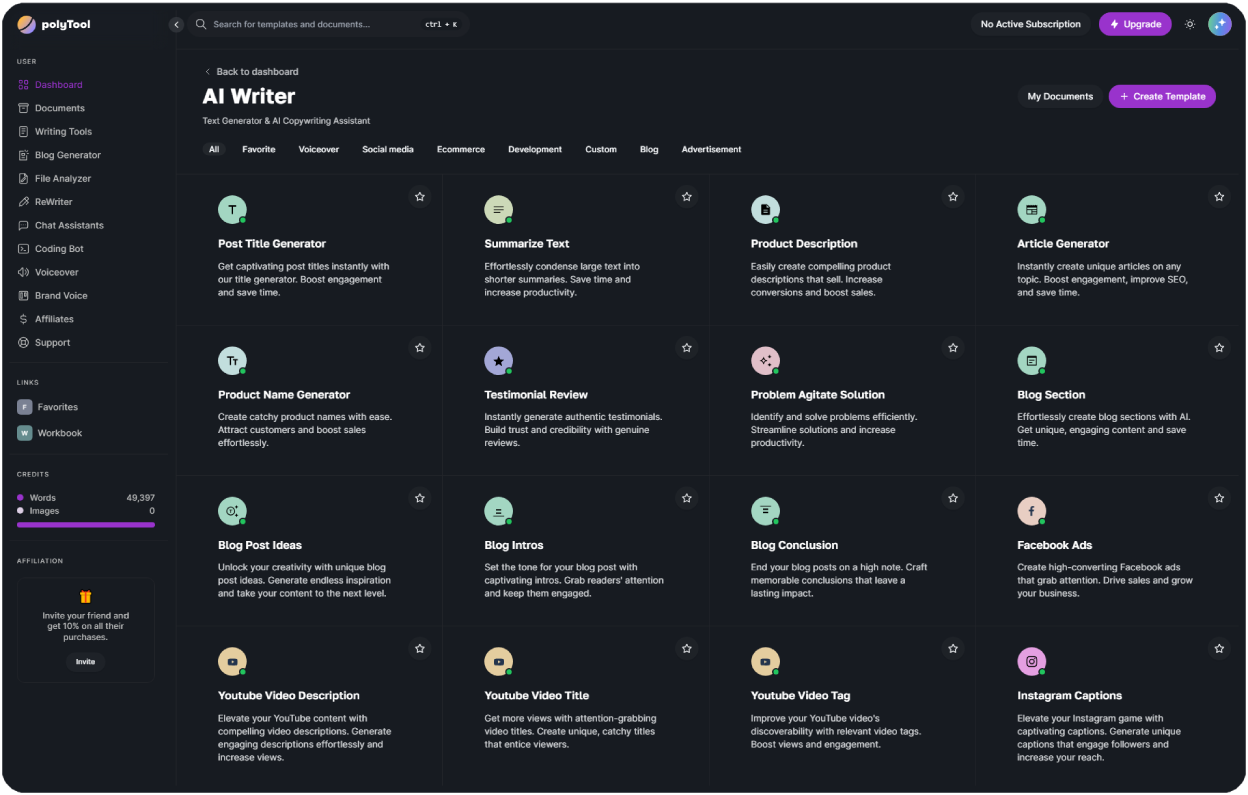 polyTool
Search for templates and documents...
ctrl + K
No Active Subscription
Upgrade
USER
Dashboard
Documents
Writing Tools
Blog Generator
File Analyzer
ReWriter
Chat Assistants
Coding Bot
Voiceover
Brand Voice
Affiliates
Support
LINKS
F Favorites
W Workbook
CREDITS
Words 49,397
Images 0
AFFILIATION
Invite your friend and
get 10% on all their
purchases.
Invite
Back to dashboard
AI Writer
Text Generator & AI Copywriting Assistant
My Documents
+ Create Template
All Favorite Voiceover Social media Ecommerce Development Custom Blog Advertisement
T
Post Title Generator
Get captivating post titles instantly with
our title generator. Boost engagement
and save time.
Summarize Text
Effortlessly condense large text into
shorter summaries. Save time and
increase productivity.
Product Description
Easily create compelling product
descriptions that sell. Increase
conversions and boost sales.
Article Generator
Instantly create unique articles on any
topic. Boost engagement, improve SEO,
and save time.
Tт
Product Name Generator
Create catchy product names with ease.
Attract customers and boost sales
effortlessly.
Testimonial Review
Instantly generate authentic testimonials.
Build trust and credibility with genuine
reviews.
Problem Agitate Solution
Identify and solve problems efficiently.
Streamline solutions and increase
productivity.
Blog Section
Effortlessly create blog sections with AI.
Get unique, engaging content and save
time.
Blog Post Ideas
Unlock your creativity with unique blog
post ideas. Generate endless inspiration
and take your content to the next level.
Blog Intros
Set the tone for your blog post with
captivating intros. Grab readers' attention
and keep them engaged.
Blog Conclusion
End your blog posts on a high note. Craft
memorable conclusions that leave a
lasting impact.
f
Facebook Ads
Create high-converting Facebook ads
that grab attention. Drive sales and grow
your business.
Youtube Video Description
Elevate your YouTube content with
compelling video descriptions. Generate
engaging descriptions effortlessly and
increase views.
Youtube Video Title
Get more views with attention-grabbing
video titles. Create unique, catchy titles
that entice viewers.
Youtube Video Tag
Improve your YouTube video's
discoverability with relevant video tags.
Boost views and engagement.
Instagram Captions
Elevate your Instagram game with
captivating captions. Generate unique
captions that engage followers and
increase your reach.